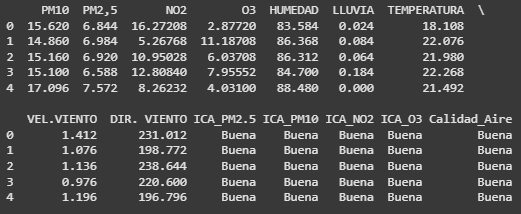 PM10 PM2,5 NO2 O3 HUMEDAD LLUVIA TEMPERATURA \
0 15.620 6.844 16.27208 2.87720 83.584 0.024 18.108
1 14.860 6.984 5.26768 11.18708 86.368 0.084 22.076
2 15.160 6.920 10.95028 6.03708 86.312 0.064 21.980
3 15.100 6.588 12.80840 7.95552 84.700 0.184 22.268
4 17.096 7.572 8.26232 4.03100 88.480 0.000 21.492
VEL.VIENTO DIR. VIENTO ICA_PM2.5 ICA_PM10 ICA_NO2 ICA_O3 Calidad_Aire
0 1.412 231.012 Buena Buena Buena Buena Buena
1 1.076 198.772 Buena Buena Buena Buena Buena
2 1.136 238.644 Buena Buena Buena Buena Buena
3 0.976 220.600 Buena Buena Buena Buena Buena
4 1.196 196.796 Buena Buena Buena Buena Buena